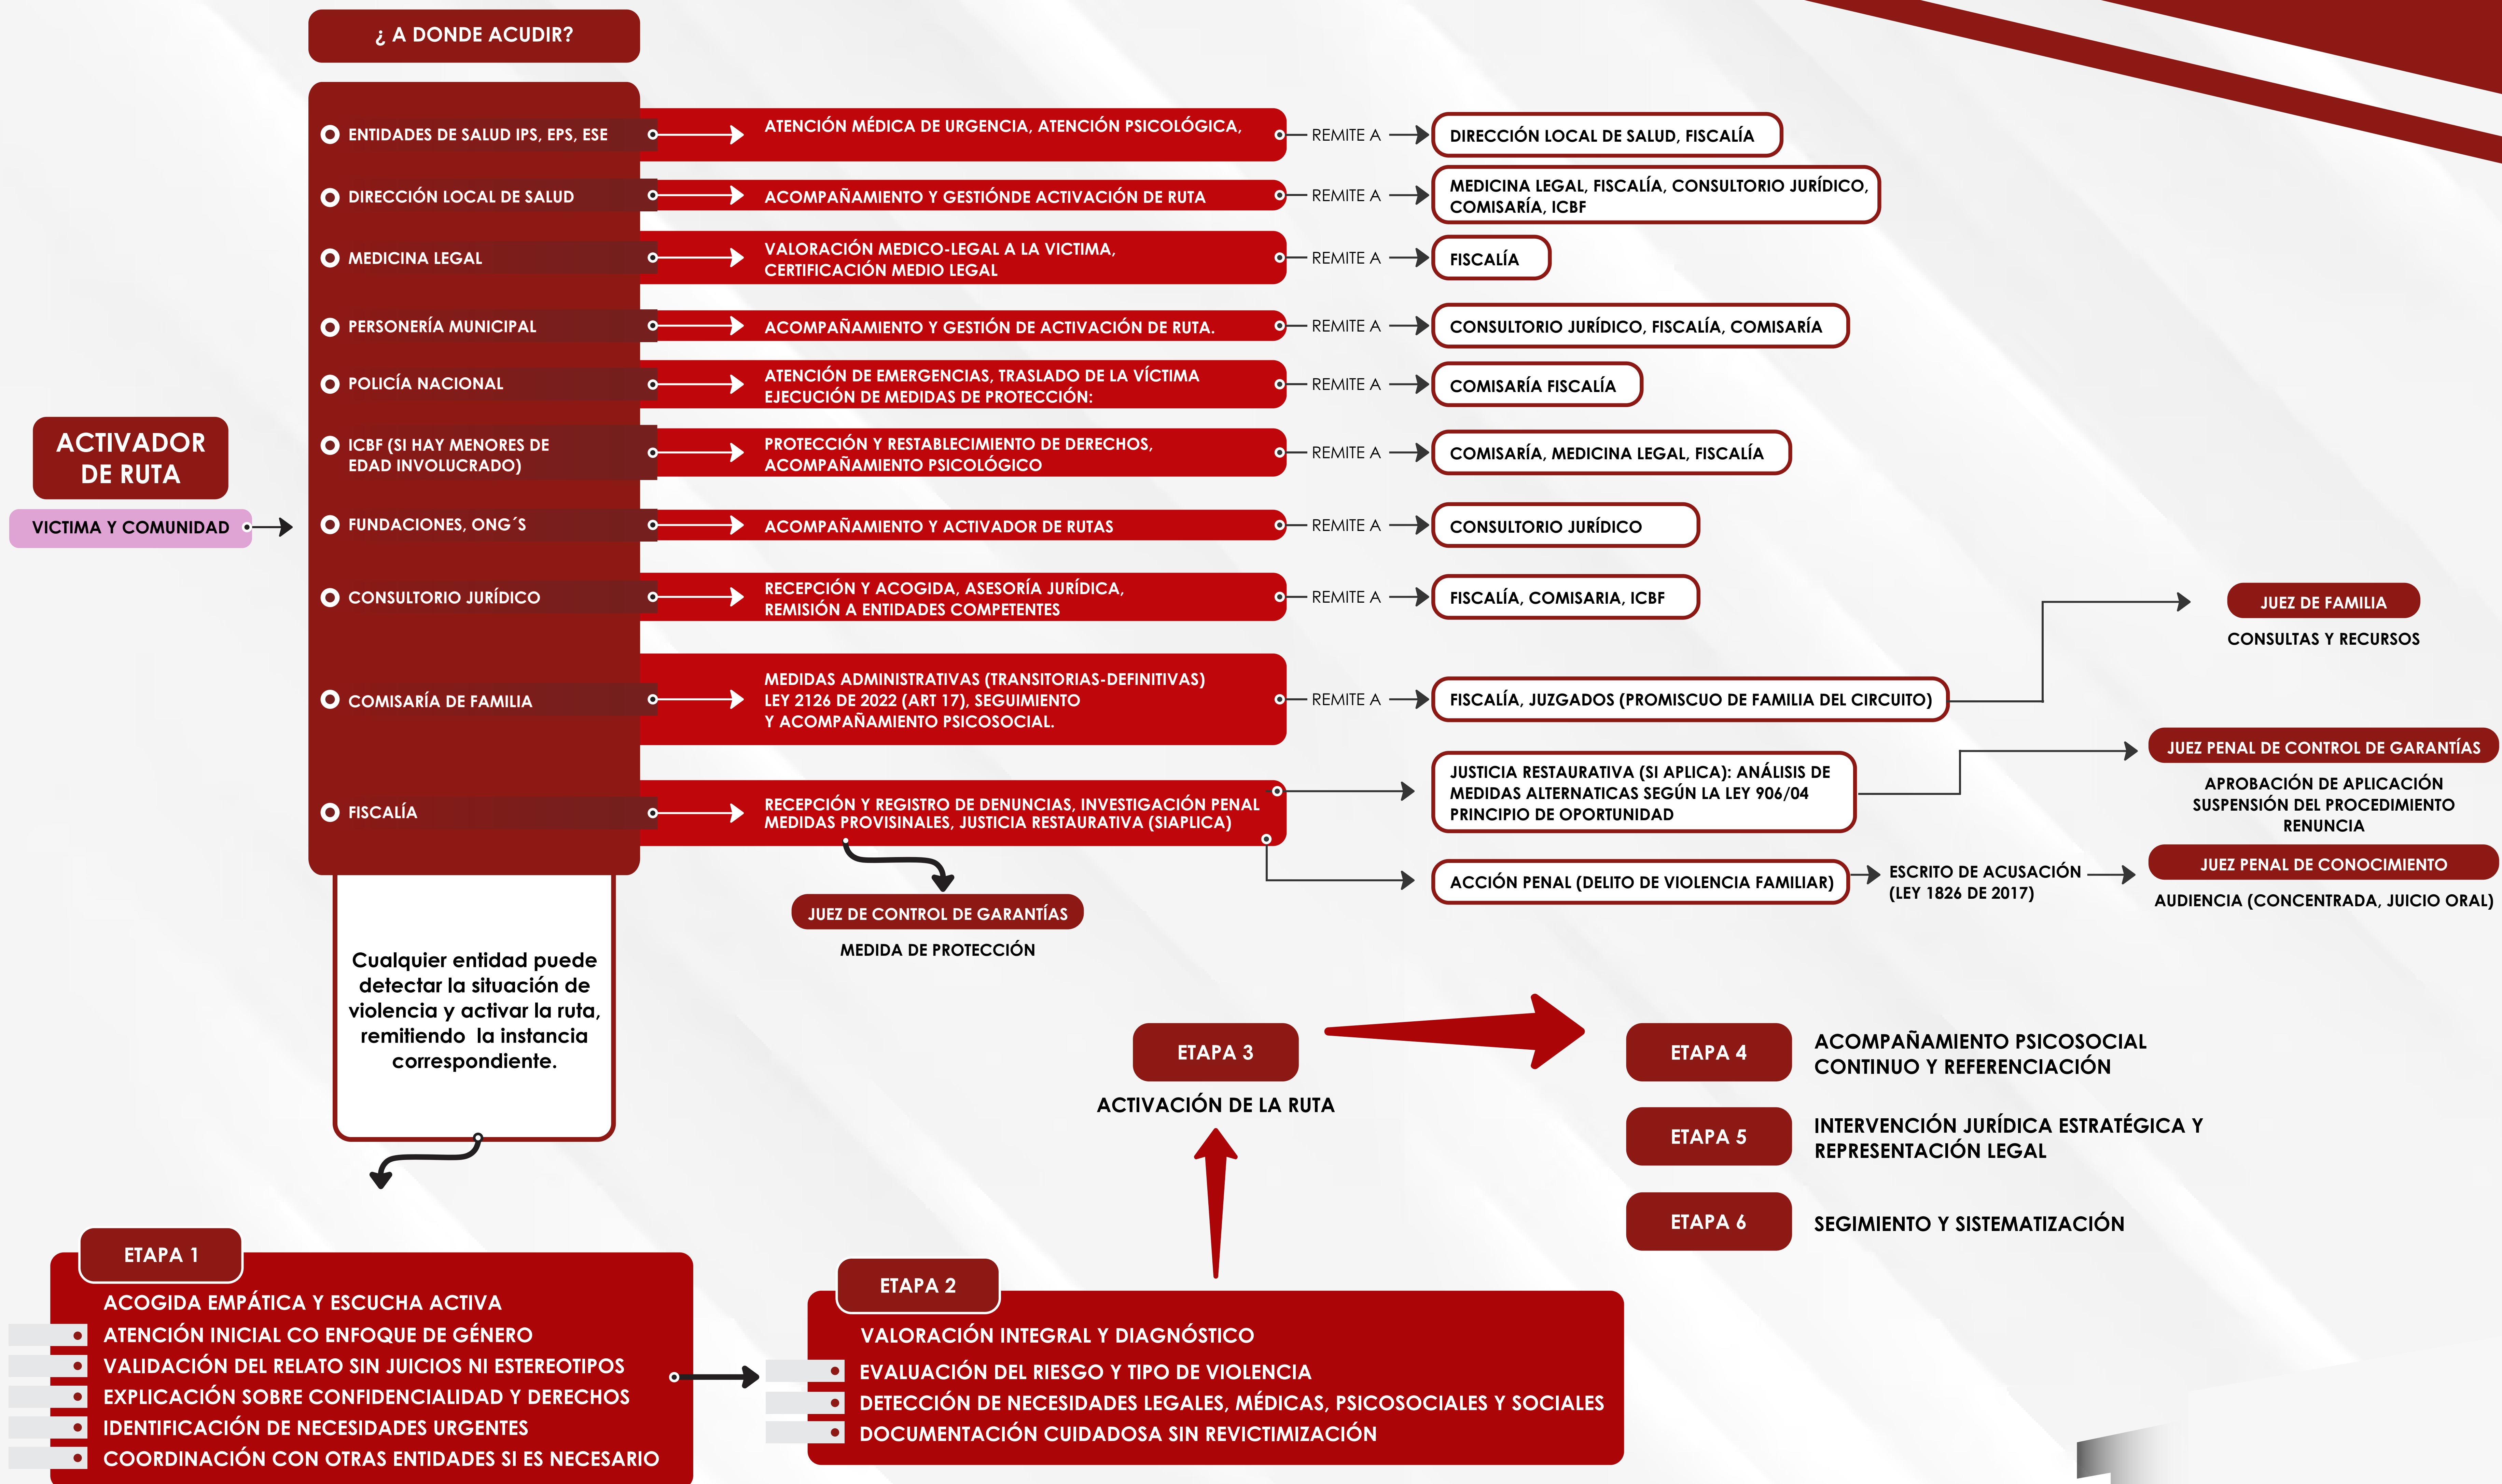 ¿ A DONDE ACUDIR?
ENTIDADES DE SALUD IPS, EPS, ESE
ATENCIÓN MÉDICA DE URGENCIA, ATENCIÓN PSICOLÓGICA,
REMITE A
DIRECCIÓN LOCAL DE SALUD, FISCALÍA
DIRECCIÓN LOCAL DE SALUD
ACOMPAÑAMIENTO Y GESTIÓNDE ACTIVACIÓN DE RUTA
REMITE A
MEDICINA LEGAL, FISCALÍA, CONSULTORIO JURÍDICO,
COMISARÍA, ICBF
MEDICINA LEGAL
VALORACIÓN MEDICO-LEGAL A LA VICTIMA,
CERTIFICACIÓN MEDIO LEGAL
REMITE A
FISCALÍA
PERSONERÍA MUNICIPAL
ACOMPAÑAMIENTO Y GESTIÓN DE ACTIVACIÓN DE RUTA.
REMITE A
CONSULTORIO JURÍDICO, FISCALÍA, COMISARÍA
POLICÍA NACIONAL
ATENCIÓN DE EMERGENCIAS, TRASLADO DE LA VÍCTIMA
EJECUCIÓN DE MEDIDAS DE PROTECCIÓN:
REMITE A
COMISARÍA FISCALÍA
ACTIVADOR
DE RUTA
VICTIMA Y COMUNIDAD
ICBF (SI HAY MENORES DE
EDAD INVOLUCRADO)
PROTECCIÓN Y RESTABLECIMIENTO DE DERECHOS,
ACOMPAÑAMIENTO PSICOLÓGICO
REMITE A
COMISARÍA, MEDICINA LEGAL, FISCALÍA
FUNDACIONES, ONG´S
ACOMPAÑAMIENTO Y ACTIVADOR DE RUTAS
REMITE A
CONSULTORIO JURÍDICO
CONSULTORIO JURÍDICO
RECEPCIÓN Y ACOGIDA, ASESORÍA JURÍDICA,
REMISIÓN A ENTIDADES COMPETENTES
REMITE A
FISCALÍA, COMISARIA, ICBF
COMISARÍA DE FAMILIA
MEDIDAS ADMINISTRATIVAS (TRANSITORIAS-DEFINITIVAS)
LEY 2126 DE 2022 (ART 17), SEGUIMIENTO
Y ACOMPAÑAMIENTO PSICOSOCIAL.
REMITE A
FISCALÍA, JUZGADOS (PROMISCUO DE FAMILIA DEL CIRCUITO)
JUEZ DE FAMILIA
CONSULTAS Y RECURSOS
FISCALÍA
RECEPCIÓN Y REGISTRO DE DENUNCIAS, INVESTIGACIÓN PENAL
MEDIDAS PROVISINALES, JUSTICIA RESTAURATIVA (SIAPLICA)
JUSTICIA RESTAURATIVA (SI APLICA): ANÁLISIS DE
MEDIDAS ALTERNATICAS SEGÚN LA LEY 906/04
PRINCIPIO DE OPORTUNIDAD
JUEZ PENAL DE CONTROL DE GARANTÍAS
APROBACIÓN DE APLICACIÓN
SUSPENSIÓN DEL PROCEDIMIENTO
RENUNCIA
ACCIÓN PENAL (DELITO DE VIOLENCIA FAMILIAR)
ESCRITO DE ACUSACIÓN
(LEY 1826 DE 2017)
JUEZ PENAL DE CONOCIMIENTO
AUDIENCIA (CONCENTRADA, JUICIO ORAL)
JUEZ DE CONTROL DE GARANTÍAS
MEDIDA DE PROTECCIÓN
Cualquier entidad puede
detectar la situación de
violencia y activar la ruta,
remitiendo la instancia
correspondiente.
ETAPA 1
ACOGIDA EMPÁTICA Y ESCUCHA ACTIVA
ATENCIÓN INICIAL CO ENFOQUE DE GÉNERO
VALIDACIÓN DEL RELATO SIN JUICIOS NI ESTEREOTIPOS
EXPLICACIÓN SOBRE CONFIDENCIALIDAD Y DERECHOS
IDENTIFICACIÓN DE NECESIDADES URGENTES
COORDINACIÓN CON OTRAS ENTIDADES SI ES NECESARIO
ETAPA 2
VALORACIÓN INTEGRAL Y DIAGNÓSTICO
EVALUACIÓN DEL RIESGO Y TIPO DE VIOLENCIA
DETECCIÓN DE NECESIDADES LEGALES, MÉDICAS, PSICOSOCIALES Y SOCIALES
DOCUMENTACIÓN CUIDADOSA SIN REVICTIMIZACIÓN
ETAPA 3
ACTIVACIÓN DE LA RUTA
ETAPA 4
ACOMPAÑAMIENTO PSICOSOCIAL
CONTINUO Y REFERENCIACIÓN
ETAPA 5
INTERVENCIÓN JURÍDICA ESTRATÉGICA Y
REPRESENTACIÓN LEGAL
ETAPA 6
SEGIMIENTO Y SISTEMATIZACIÓN